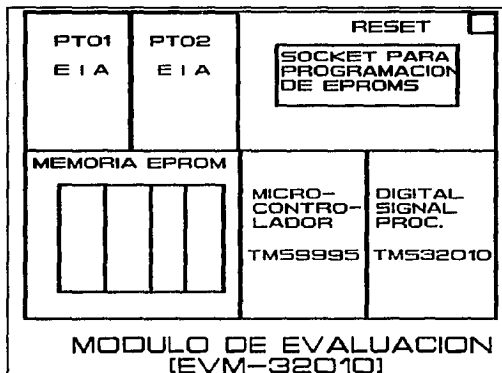 PTO1
EIA
PTO2
EIA
RESET
SOCKET PARA
PROGRAMACION
DE EPROMS
MEMORIA EPROM
MICRO-
CONTRO-
LADOR
TMS9995
DIGITAL
SIGNAL
PROC.
TMS32010
MODULO DE EVALUACION
[EVM-32010]